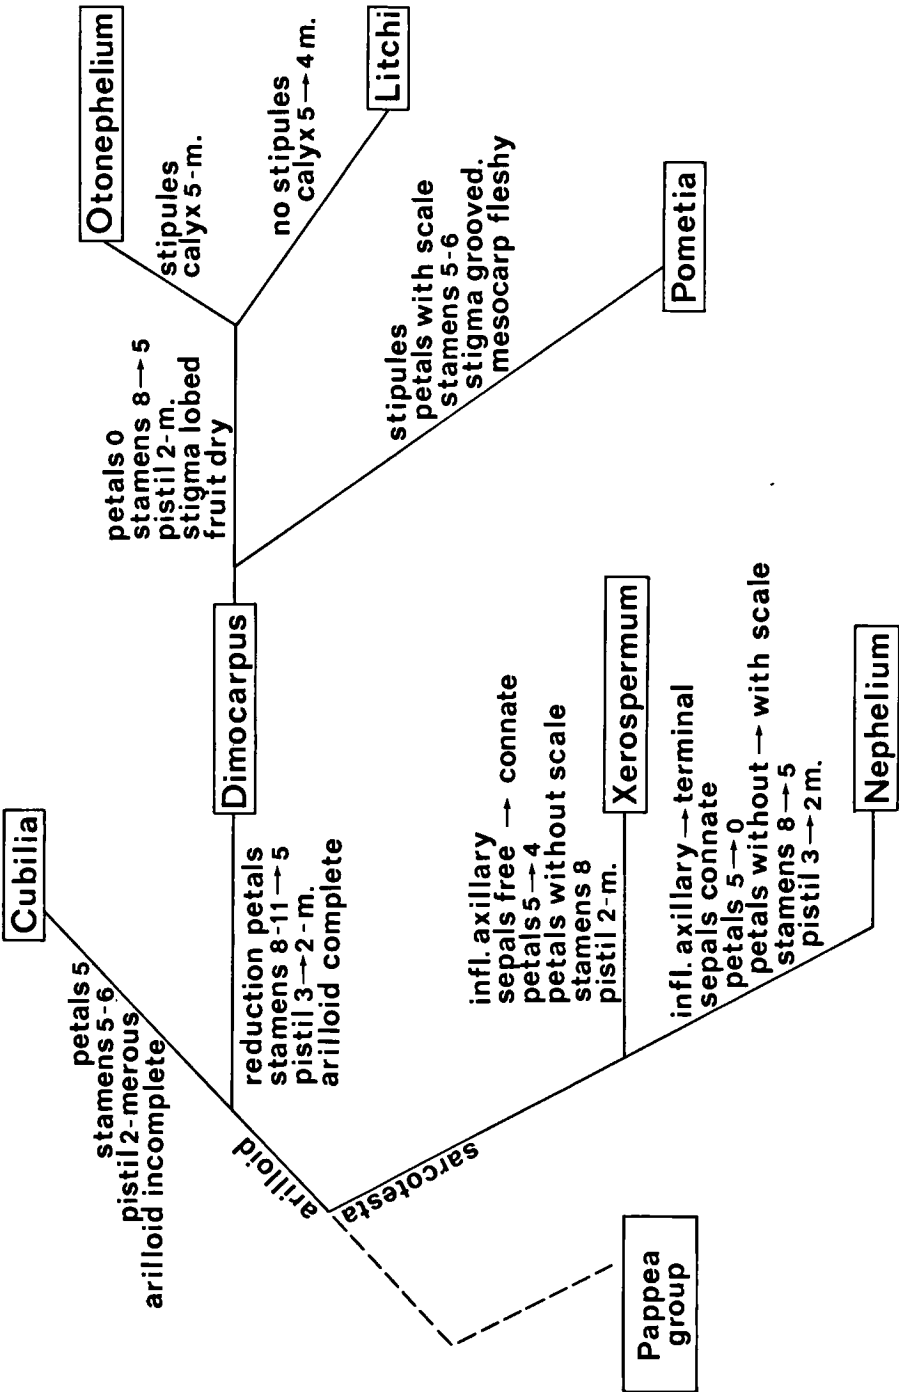 Otonephelium
stipules
calyx 5-m.
Litchi
no stipules
calyx 5→4 m.
petals 0
stamens 8→5
pistil 2-m.
stigma lobed
fruit dry
Pometia
stipules
petals with scale
stamens 5-6
stigma grooved.
mesocarp fleshy
Dimocarpus
reduction petals
stamens 8-11→5
pistil 3→2-m.
arilloid complete
Cubilia
petals 5
stamens 5-6
pistil 2-merous
arilloid incomplete
Xerospermum
infl. axillary
sepals free → connate
petals 5→4
petals without scale
stamens 8
pistil 2-m.
Nephelium
infl. axillary→terminal
sepals connate
petals 5→0
petals without → with scale
stamens 8→5
pistil 3→2m.
arilloid
sarcotesta
Pappea
group